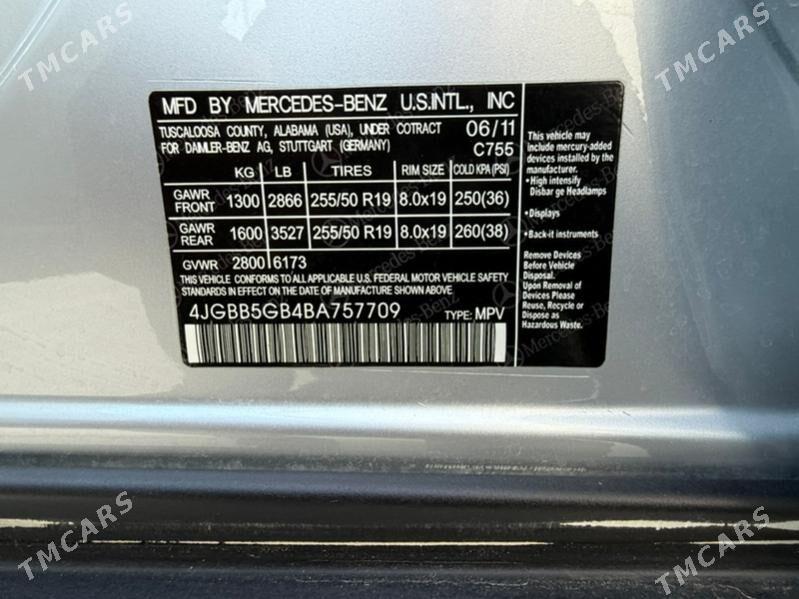 TMCARS
TMCARS
MFD BY MERCEDES-BENZ U.S.INTL., INC
TUSCALOOSA COUNTY, ALABAMA (USA), UNDER COTRACT 06/11
FOR DAIMLER-BENZ AG, STUTTGART (GERMANY) C755
KG LB TIRES RIM SIZE COLD KPA (PSI)
GAWR FRONT 1300 2866 255/50 R19 8.0x19 250(36)
GAWR REAR 1600 3527 255/50 R19 8.0x19 260(38)
GVWR 2800 6173
THIS VEHICLE CONFORMS TO ALL APPLICABLE U.S. FEDERAL MOTOR VEHICLE SAFETY
STANDARDS IN EFFECT ON THE DATE OF MANUFACTURE SHOWN ABOVE
4JGBB5GB4BA757709 TYPE: MPV
This vehicle may
include mercury-added
devices installed by the
manufacturer.
• High intensify
Disbar ge Headlamps
• Displays
• Back-it instruments
Remove Devices
Before Vehicle
Disposal.
Upon Removal of
Devices Please
Reuse, Recycle or
Dispose as
Hazardous Waste.
Mercedes-Benz
TMCARS
TMCARS